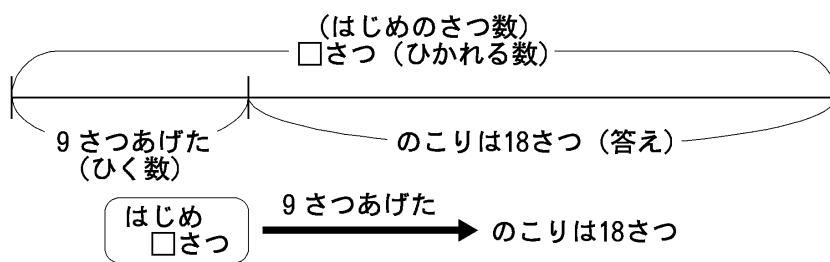 (はじめのさつ数)
□さつ(ひかれる数)
9さつあげた
(ひく数)
のこりは18さつ(答え)
はじめ
□さつ
9さつあげた
のこりは18さつ